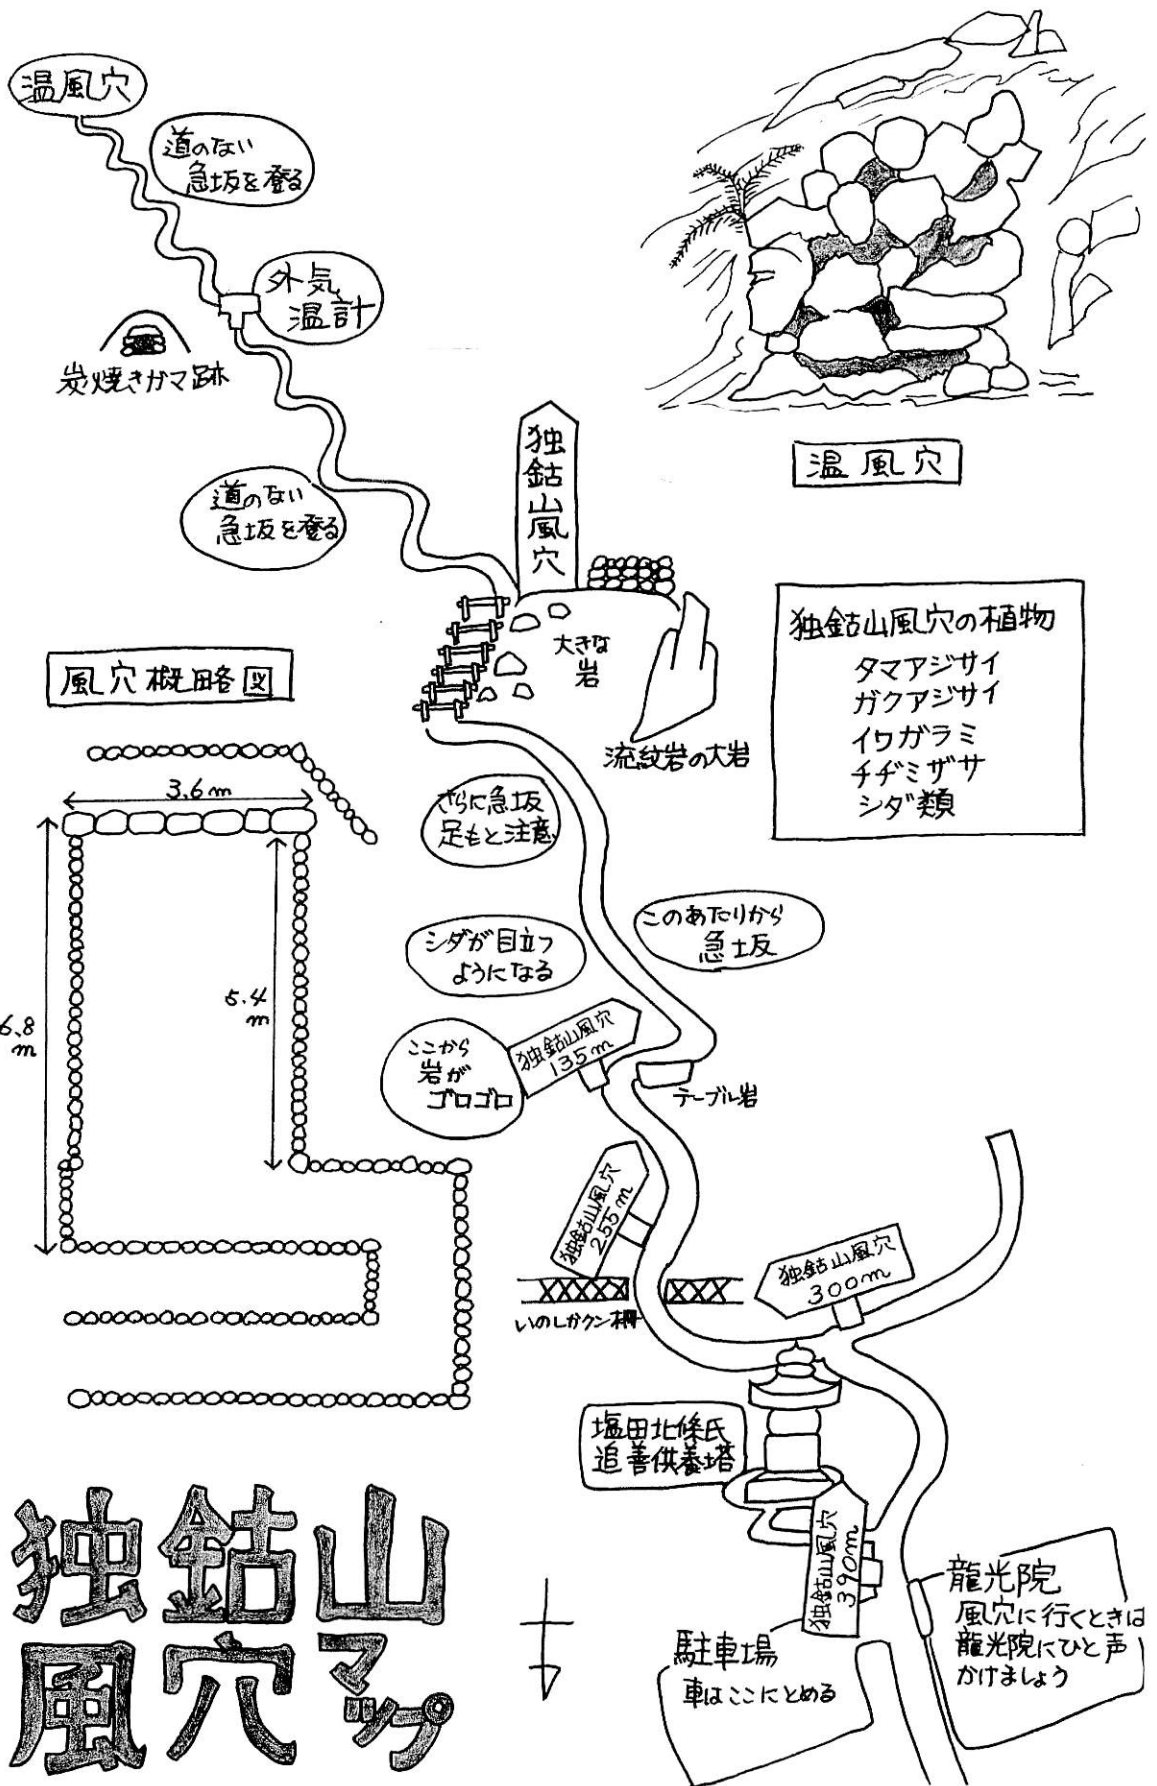 温風穴
道のない
急坂を登る
外気
温計
炭焼きガマ跡
道のない
急坂を登る
独鈷山風穴
温風穴
大きな
岩
流紋岩の大岩
独鈷山風穴の植物
タマアジサイ
ガクアジサイ
イワガラミ
チヂミザサ
シダ類
風穴概略図
3.6m
5.4
m
6.8
m
さらに急坂
足もと注意
このあたりから
急坂
シダが目立つ
ようになる
独鈷山風穴
135m
ここから
岩が
ゴロゴロ
テーブル岩
独鈷山風穴
255m
独鈷山風穴
300m
いのしかクン柵
塩田北條氏
追善供養塔
独鈷山風穴
390m
龍光院
風穴に行くときは
龍光院にひと声
かけましょう
駐車場
車はここにとめる
独鈷山
風穴マップ